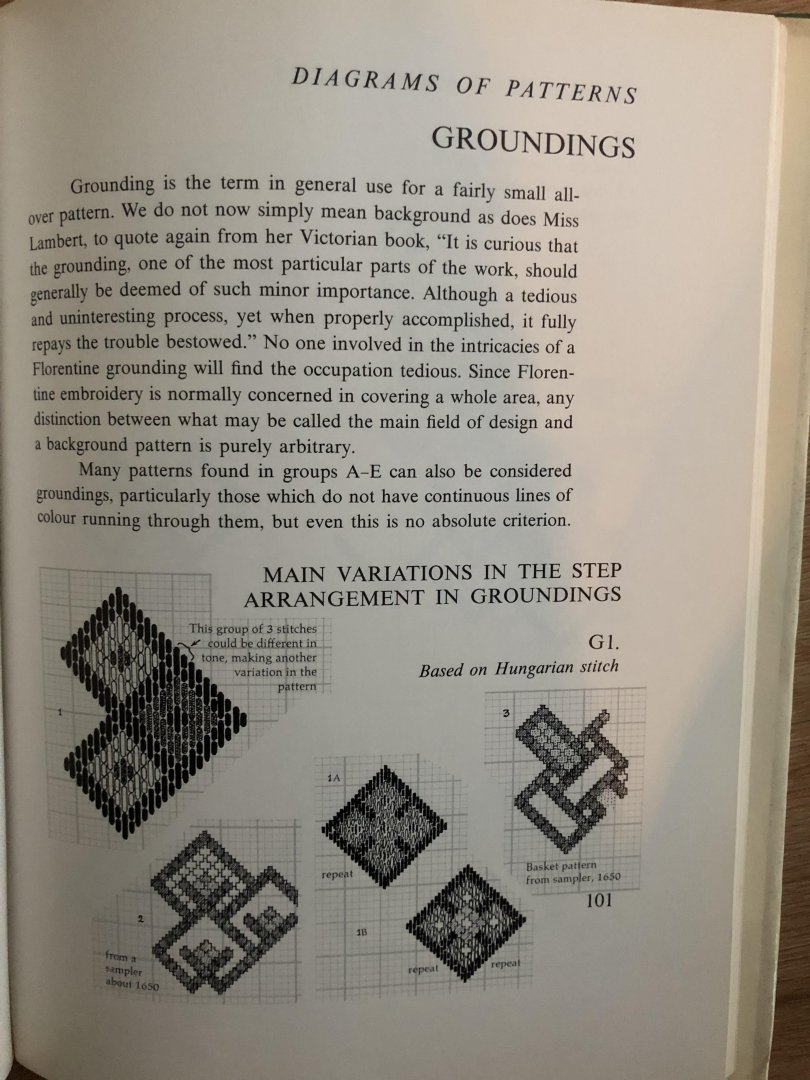 DIAGRAMS OF PATTERNS
GROUNDINGS
Grounding is the term in general use for a fairly small all-
over pattern. We do not now simply mean background as does Miss
Lambert, to quote again from her Victorian book, “It is curious that
the grounding, one of the most particular parts of the work, should
generally be deemed of such minor importance. Although a tedious
and uninteresting process, yet when properly accomplished, it fully
repays the trouble bestowed.” No one involved in the intricacies of a
Florentine grounding will find the occupation tedious. Since Floren-
tine embroidery is normally concerned in covering a whole area, any
distinction between what may be called the main field of design and
a background pattern is purely arbitrary.
Many patterns found in groups A–E can also be considered
groundings, particularly those which do not have continuous lines of
colour running through them, but even this is no absolute criterion.
MAIN VARIATIONS IN THE STEP
ARRANGEMENT IN GROUNDINGS
G1.
Based on Hungarian stitch
This group of 3 stitches
could be different in
tone, making another
variation in the
pattern
1
3
Basket pattern
from sampler, 1650
1A
repeat
2
from a
sampler
about 1650
1B
repeat
repeat
101